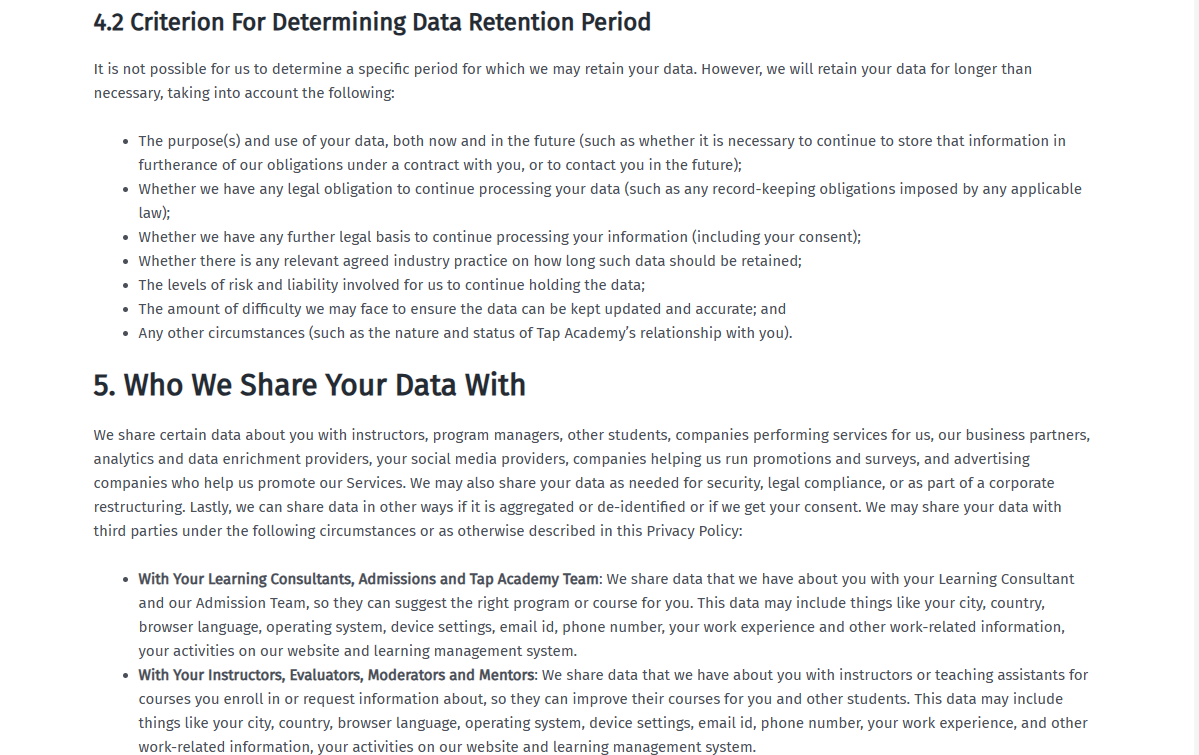 4.2 Criterion For Determining Data Retention Period
It is not possible for us to determine a specific period for which we may retain your data. However, we will retain your data for longer than
necessary, taking into account the following:
• The purpose(s) and use of your data, both now and in the future (such as whether it is necessary to continue to store that information in
furtherance of our obligations under a contract with you, or to contact you in the future);
• Whether we have any legal obligation to continue processing your data (such as any record-keeping obligations imposed by any applicable
law);
• Whether we have any further legal basis to continue processing your information (including your consent);
• Whether there is any relevant agreed industry practice on how long such data should be retained;
• The levels of risk and liability involved for us to continue holding the data;
• The amount of difficulty we may face to ensure the data can be kept updated and accurate; and
• Any other circumstances (such as the nature and status of Tap Academy’s relationship with you).
5. Who We Share Your Data With
We share certain data about you with instructors, program managers, other students, companies performing services for us, our business partners,
analytics and data enrichment providers, your social media providers, companies helping us run promotions and surveys, and advertising
companies who help us promote our Services. We may also share your data as needed for security, legal compliance, or as part of a corporate
restructuring. Lastly, we can share data in other ways if it is aggregated or de-identified or if we get your consent. We may share your data with
third parties under the following circumstances or as otherwise described in this Privacy Policy:
• With Your Learning Consultants, Admissions and Tap Academy Team: We share data that we have about you with your Learning Consultant
and our Admission Team, so they can suggest the right program or course for you. This data may include things like your city, country,
browser language, operating system, device settings, email id, phone number, your work experience and other work-related information,
your activities on our website and learning management system.
• With Your Instructors, Evaluators, Moderators and Mentors: We share data that we have about you with instructors or teaching assistants for
courses you enroll in or request information about, so they can improve their courses for you and other students. This data may include
things like your city, country, browser language, operating system, device settings, email id, phone number, your work experience, and other
work-related information, your activities on our website and learning management system.